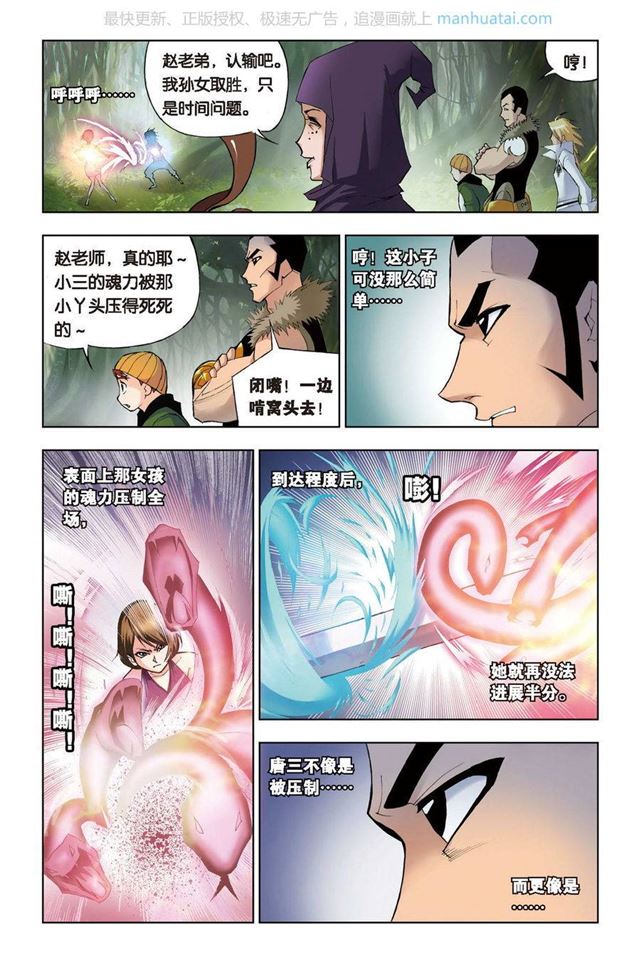 最快更新、正版授权、极速无广告，追漫画就上 manhuatai.com
呼呼呼……
赵老弟，认输吧。
我孙女取胜，只
是时间问题。
哼！
赵老师，真的耶～
小三的魂力被那
小丫头压得死死
的～
闭嘴！一边
啃窝头去！
哼！这小子
可没那么简
单……
表面上那女孩
的魂力压制全
场，
到达程度后，
嘭！
她就再没法
进展半分。
唐三不像是
被压制……
而更像是
……